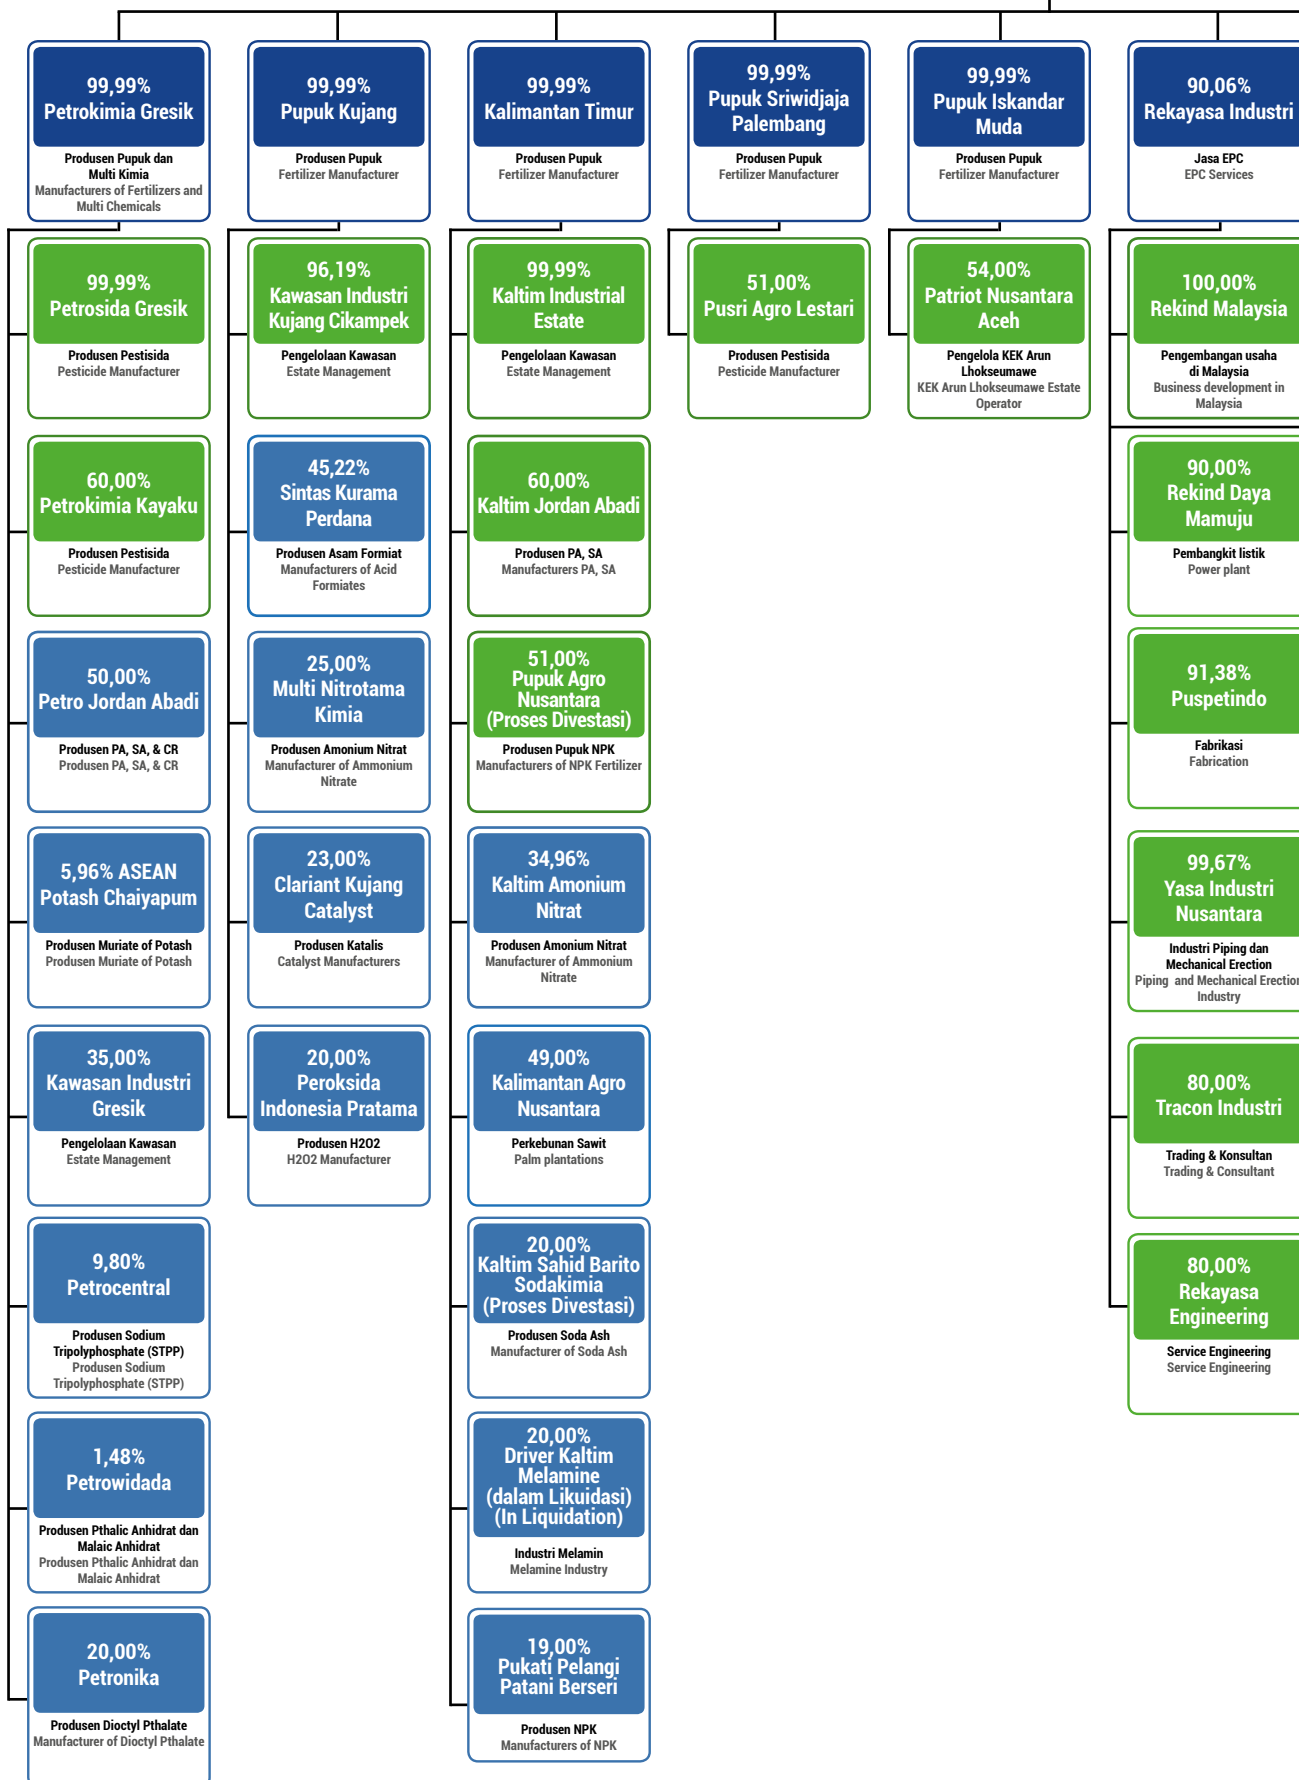 99,99%
Petrokimia Gresik
Produsen Pupuk dan
Multi Kimia
Manufacturers of Fertilizers and
Multi Chemicals
99,99%
Petrosida Gresik
Produsen Pestisida
Pesticide Manufacturer
60,00%
Petrokimia Kayaku
Produsen Pestisida
Pesticide Manufacturer
50,00%
Petro Jordan Abadi
Produsen PA, SA, & CR
Produsen PA, SA, & CR
5,96% ASEAN
Potash Chaiyapum
Produsen Muriate of Potash
Produsen Muriate of Potash
35,00%
Kawasan Industri
Gresik
Pengelolaan Kawasan
Estate Management
9,80%
Petrocentral
Produsen Sodium
Tripolyphosphate (STPP)
Produsen Sodium
Tripolyphosphate (STPP)
1,48%
Petrowidada
Produsen Pthalic Anhidrat dan
Malaic Anhidrat
Produsen Pthalic Anhidrat dan
Malaic Anhidrat
20,00%
Petronika
Produsen Dioctyl Pthalate
Manufacturer of Dioctyl Pthalate
99,99%
Pupuk Kujang
Produsen Pupuk
Fertilizer Manufacturer
96,19%
Kawasan Industri
Kujang Cikampek
Pengelolaan Kawasan
Estate Management
45,22%
Sintas Kurama
Perdana
Produsen Asam Formiat
Manufacturers of Acid
Formiates
25,00%
Multi Nitrotama
Kimia
Produsen Amonium Nitrat
Manufacturer of Ammonium
Nitrate
23,00%
Clariant Kujang
Catalyst
Produsen Katalis
Catalyst Manufacturers
20,00%
Peroksida
Indonesia Pratama
Produsen H2O2
H2O2 Manufacturer
99,99%
Kalimantan Timur
Produsen Pupuk
Fertilizer Manufacturer
99,99%
Kaltim Industrial
Estate
Pengelolaan Kawasan
Estate Management
60,00%
Kaltim Jordan Abadi
Produsen PA, SA
Manufacturers PA, SA
51,00%
Pupuk Agro
Nusantara
(Proses Divestasi)
Produsen Pupuk NPK
Manufacturers of NPK Fertilizer
34,96%
Kaltim Amonium
Nitrat
Produsen Amonium Nitrat
Manufacturer of Ammonium
Nitrate
49,00%
Kalimantan Agro
Nusantara
Perkebunan Sawit
Palm plantations
20,00%
Kaltim Sahid Barito
Sodakimia
(Proses Divestasi)
Produsen Soda Ash
Manufacturer of Soda Ash
20,00%
Driver Kaltim
Melamine
(dalam Likuidasi)
(In Liquidation)
Industri Melamin
Melamine Industry
19,00%
Pukati Pelangi
Patani Berseri
Produsen NPK
Manufacturers of NPK
99,99%
Pupuk Sriwidjaja
Palembang
Produsen Pupuk
Fertilizer Manufacturer
51,00%
Pusri Agro Lestari
Produsen Pestisida
Pesticide Manufacturer
99,99%
Pupuk Iskandar
Muda
Produsen Pupuk
Fertilizer Manufacturer
54,00%
Patriot Nusantara
Aceh
Pengelola KEK Arun
Lhokseumawe
KEK Arun Lhokseumawe Estate
Operator
90,06%
Rekayasa Industri
Jasa EPC
EPC Services
100,00%
Rekind Malaysia
Pengembangan usaha
di Malaysia
Business development in
Malaysia
90,00%
Rekind Daya
Mamuju
Pembangkit listik
Power plant
91,38%
Puspetindo
Fabrikasi
Fabrication
99,67%
Yasa Industri
Nusantara
Industri Piping dan
Mechanical Erection
Piping and Mechanical Erection
Industry
80,00%
Tracon Industri
Trading & Konsultan
Trading & Consultant
80,00%
Rekayasa
Engineering
Service Engineering
Service Engineering